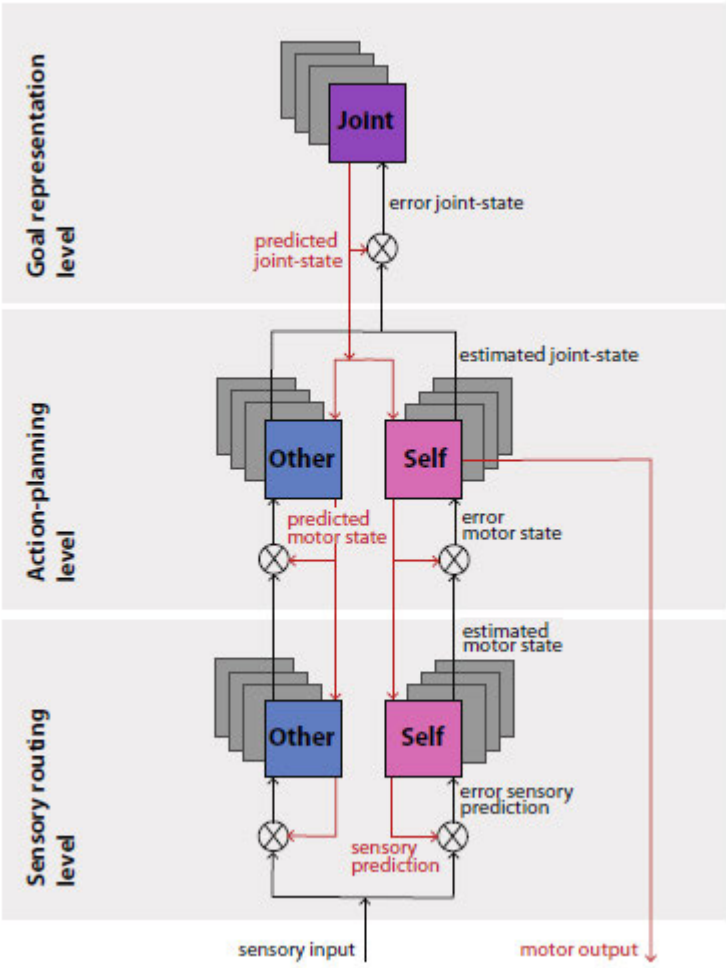 Goal representation
level
Joint
error joint-state
predicted
joint-state
Action-planning
level
estimated joint-state
Other
Self
predicted
motor state
error
motor state
Sensory routing
level
estimated
motor state
Other
Self
error sensory
prediction
sensory
prediction
sensory input
motor output